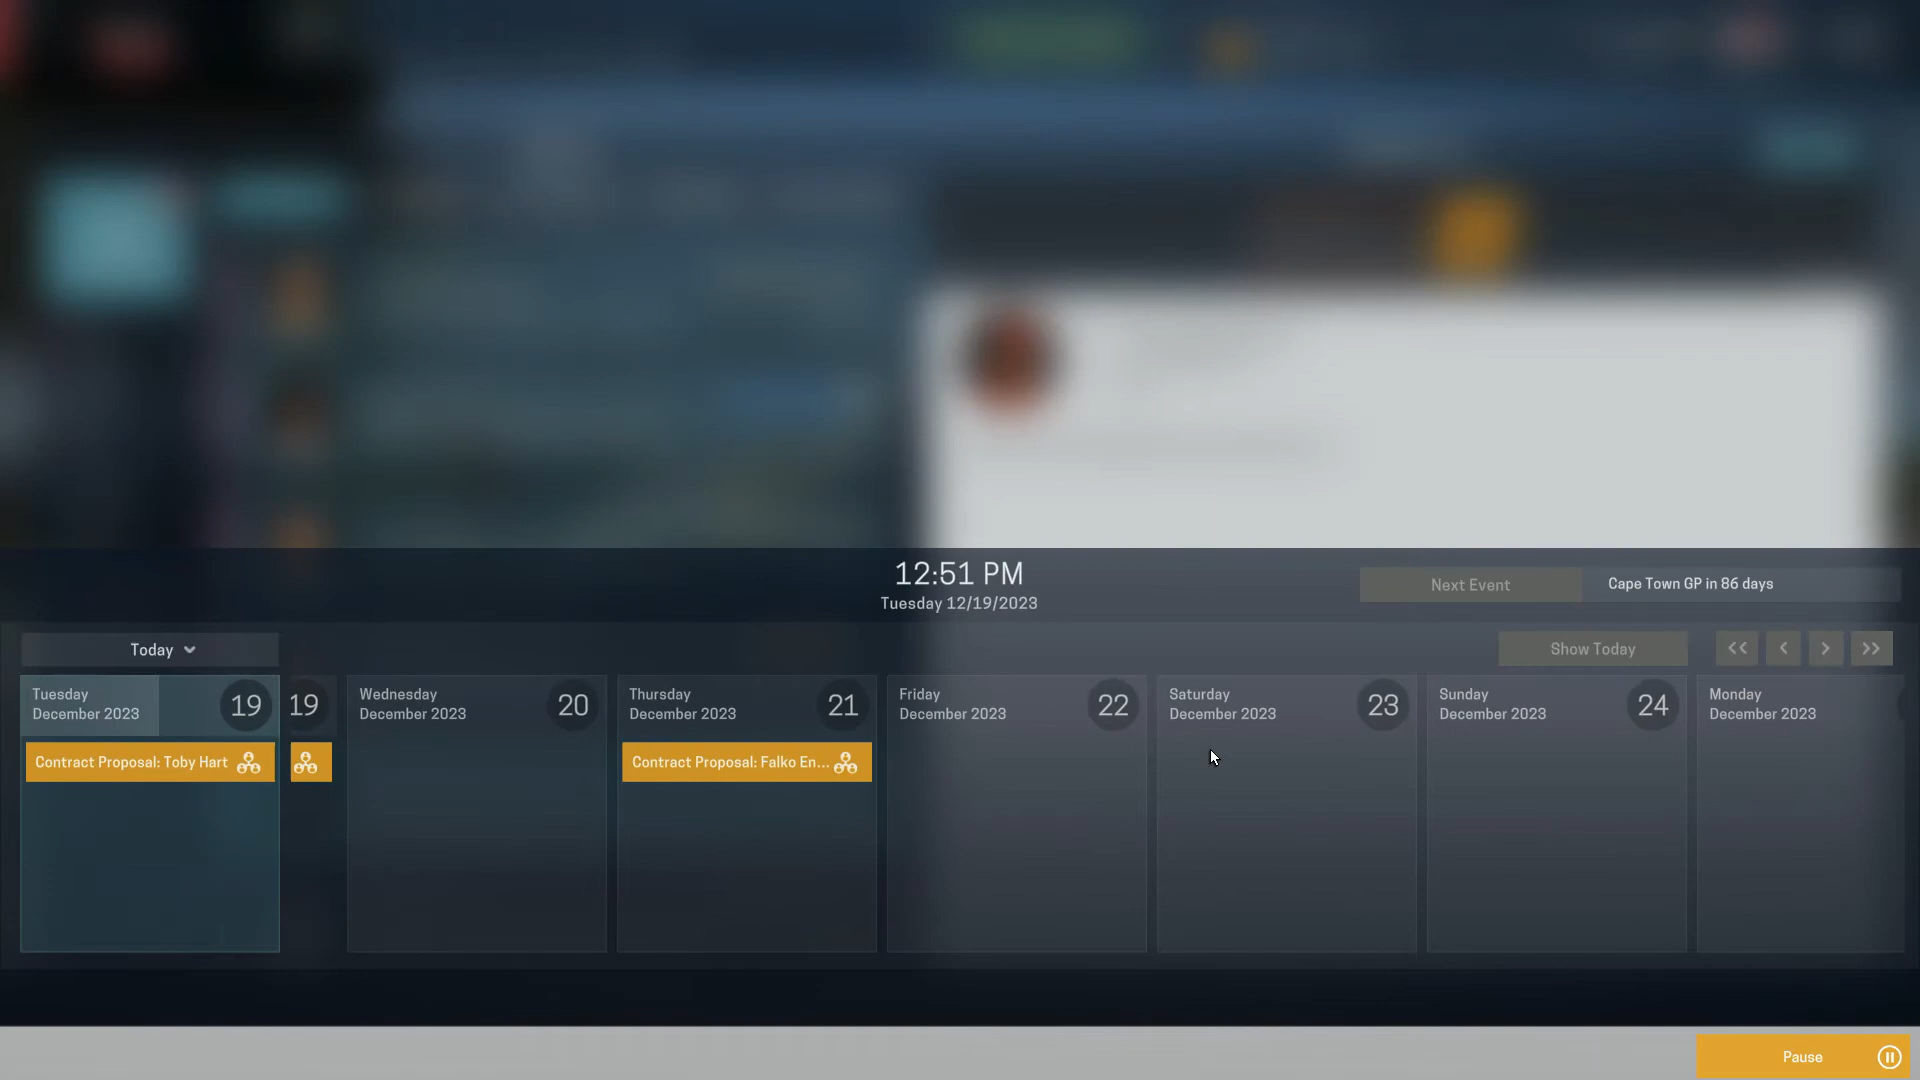 12:51 PM
Tuesday 12/19/2023
Next Event
Cape Town GP in 86 days
Today
Show Today
Tuesday
December 2023
19
19
Wednesday
December 2023
20
Thursday
December 2023
21
Friday
December 2023
22
Saturday
December 2023
23
Sunday
December 2023
24
Monday
December 2023
Contract Proposal: Toby Hart
Contract Proposal: Falko En...
Pause